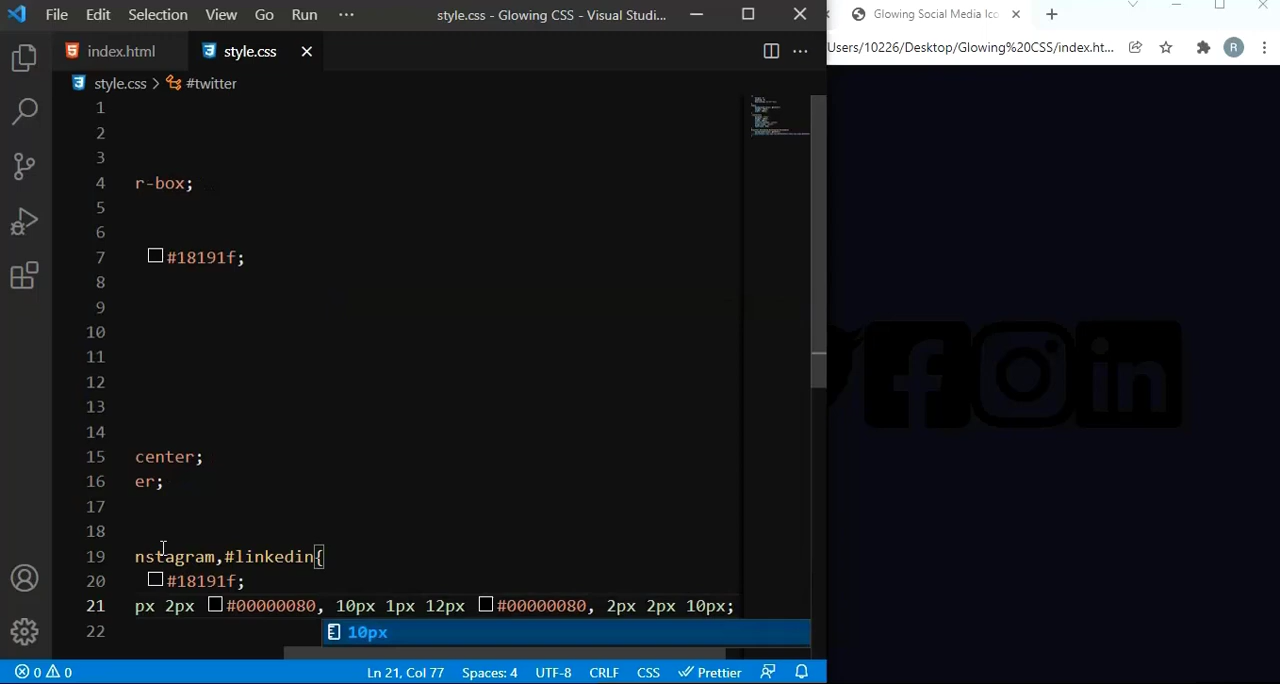 File Edit Selection View Go Run ··· style.css - Glowing CSS - Visual Studi...
Glowing Social Media Ico
index.html style.css
Users/10226/Desktop/Glowing%20CSS/index.ht...
R
style.css > #twitter
1
2
3
4 r-box;
5
6
7 #18191f;
8
9
10
11
12
13
14
15 center;
16 er;
17
18
19 nstagram,#linkedin{
20 #18191f;
21 px 2px #00000080, 10px 1px 12px #00000080, 2px 2px 10px;
22
10px
0 0 Ln 21, Col 77 Spaces: 4 UTF-8 CRLF CSS Prettier
f in